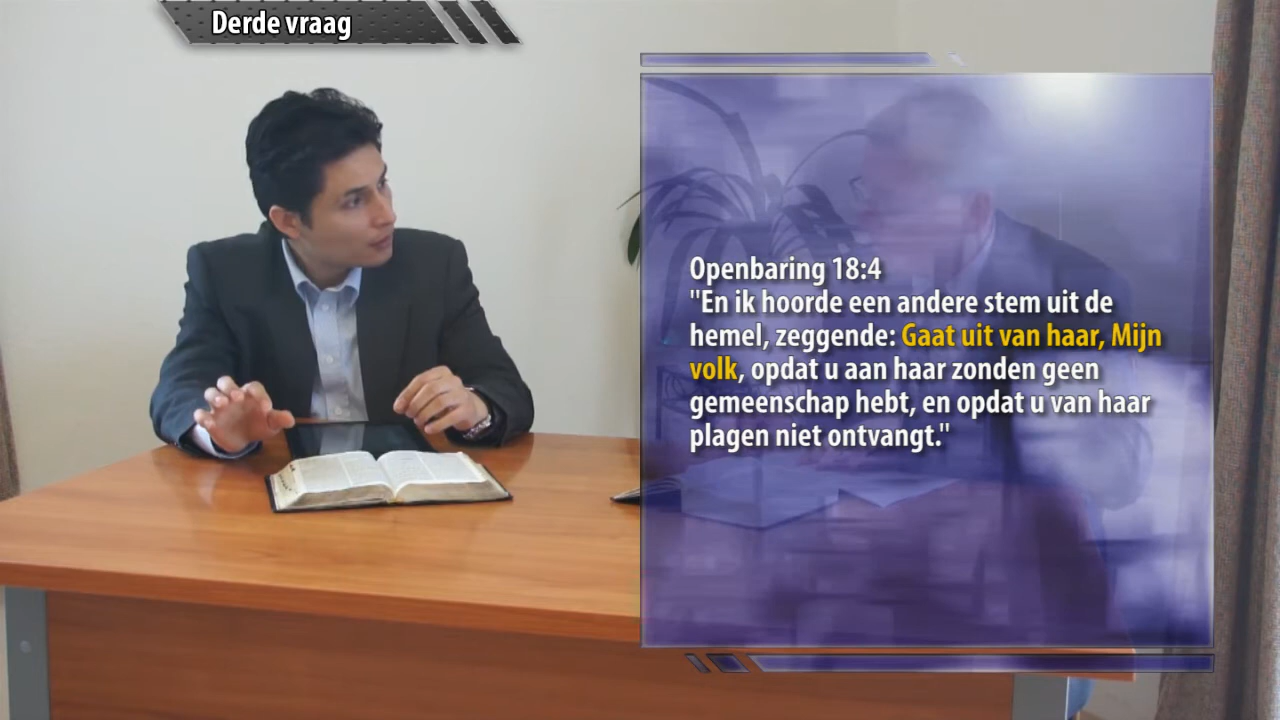 Derde vraag
Openbaring 18:4
"En ik hoorde een andere stem uit de
hemel, zeggende: Gaat uit van haar, Mijn
volk, opdat u aan haar zonden geen
gemeenschap hebt, en opdat u van haar
plagen niet ontvangt."